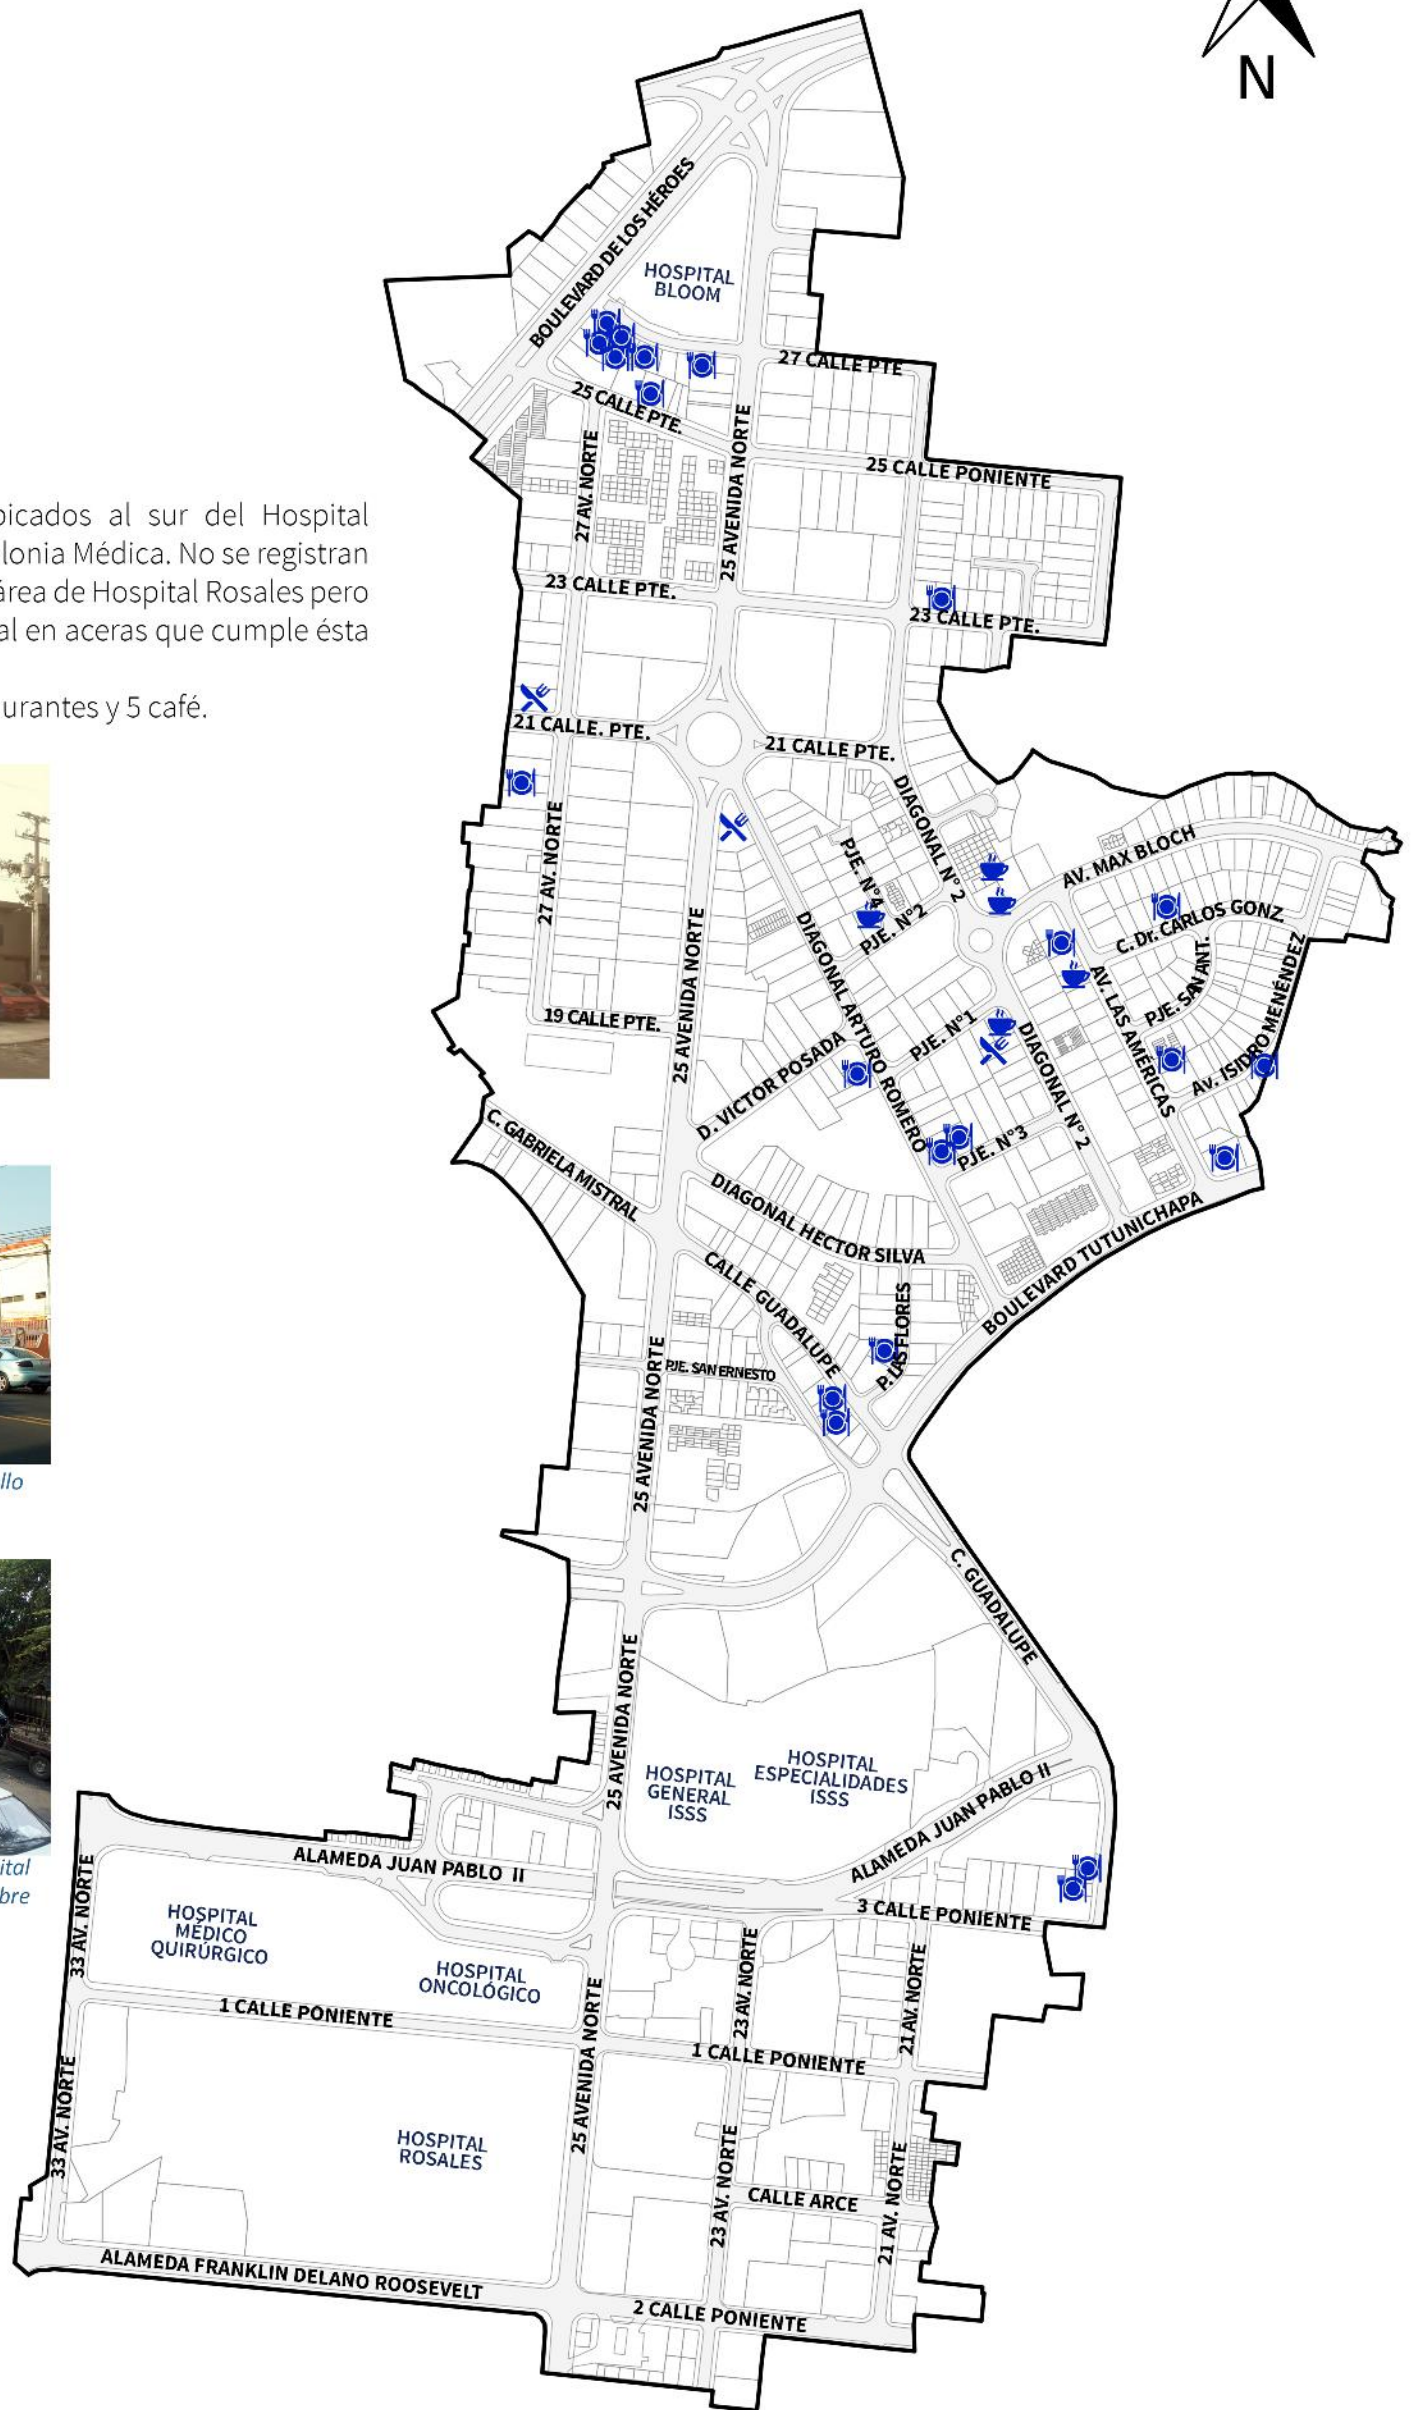 N
BOULEVARD DE LOS HÉROES
HOSPITAL
BLOOM
27 CALLE PTE
25 CALLE PTE.
25 AVENIDA NORTE
27 AV. NORTE
25 CALLE PONIENTE
bicados al sur del Hospital
olonia Médica. No se registran
área de Hospital Rosales pero
al en aceras que cumple ésta
urantes y 5 café.
23 CALLE PTE.
23 CALLE PTE.
21 CALLE. PTE.
21 CALLE PTE.
DIAGONAL N° 2
27 AV. NORTE
PJE. N°4
PJE. N°2
AV. MAX BLOCH
C. Dr. CARLOS GONZ.
PJE. SAN ANT.
AV. ISIDRO MENÉNDEZ
AV. LAS AMÉRICAS
DIAGONAL ARTURO ROMERO
25 AVENIDA NORTE
19 CALLE PTE.
PJE. N°1
DIAGONAL N° 2
D. VICTOR POSADA
PJE. N°3
C. GABRIELA MISTRAL
DIAGONAL HECTOR SILVA
BOULEVARD TUTUNICHAPA
CALLE GUADALUPE
P. LAS FLORES
PJE. SAN ERNESTO
25 AVENIDA NORTE
llo
C. GUADALUPE
25 AVENIDA NORTE
HOSPITAL
GENERAL
ISSS
HOSPITAL
ESPECIALIDADES
ISSS
ALAMEDA JUAN PABLO II
ALAMEDA JUAN PABLO II
ital
bre
3 CALLE PONIENTE
33 AV. NORTE
HOSPITAL
MÉDICO
QUIRÚRGICO
HOSPITAL
ONCOLÓGICO
23 AV. NORTE
21 AV. NORTE
1 CALLE PONIENTE
1 CALLE PONIENTE
25 AVENIDA NORTE
33 AV. NORTE
HOSPITAL
ROSALES
23 AV. NORTE
CALLE ARCE
21 AV. NORTE
ALAMEDA FRANKLIN DELANO ROOSEVELT
2 CALLE PONIENTE